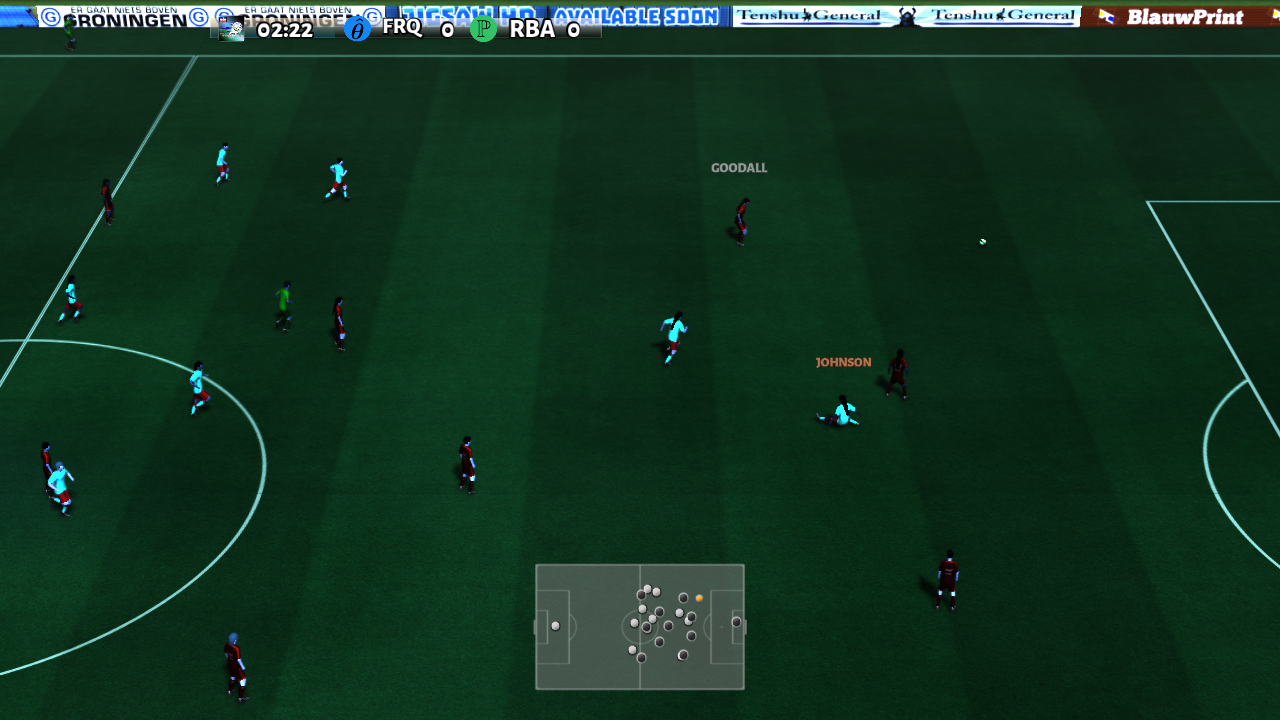 ER GAAT NIETS BOVEN
GRONINGEN
ER GAAT NIETS BOVEN
GRONINGEN
JIGSAW HD AVAILABLE SOON
Tenshu General
Tenshu General
BlauwPrint
02:22 FRQ 0 P RBA 0
GOODALL
JOHNSON